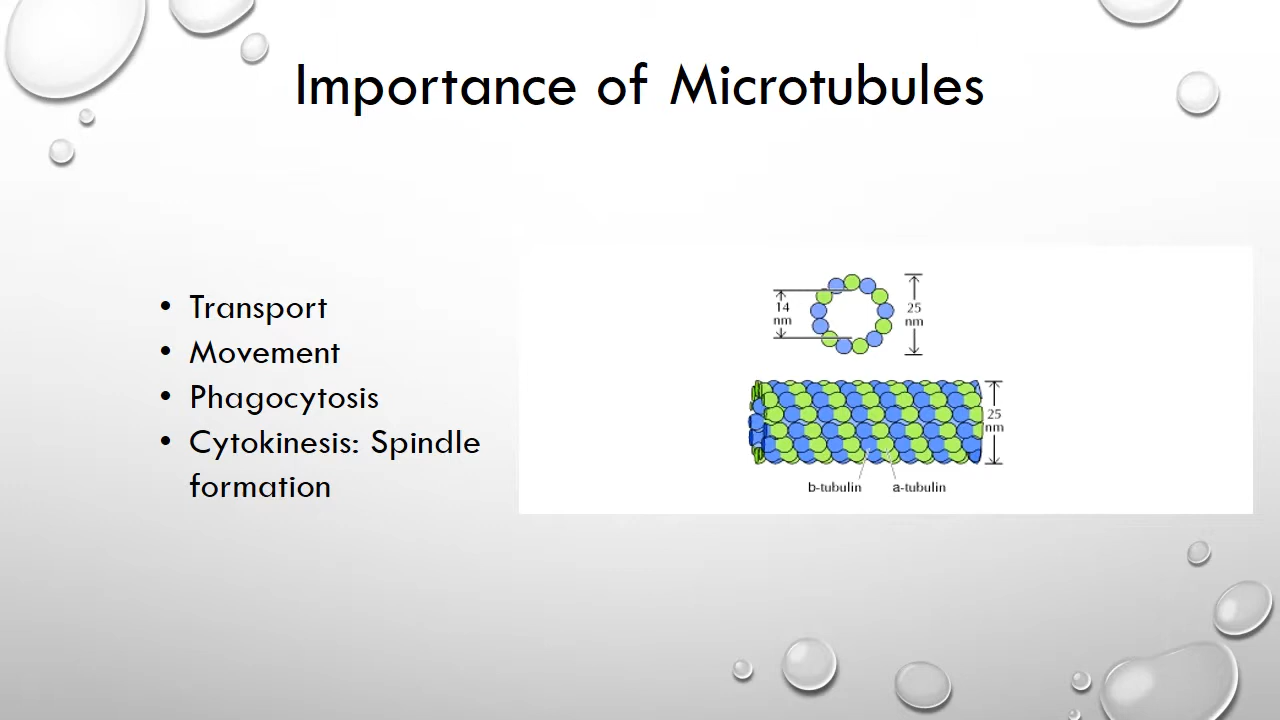 Importance of Microtubules
• Transport
• Movement
• Phagocytosis
• Cytokinesis: Spindle
formation
14
nm
25
nm
25
nm
b-tubulin
a-tubulin